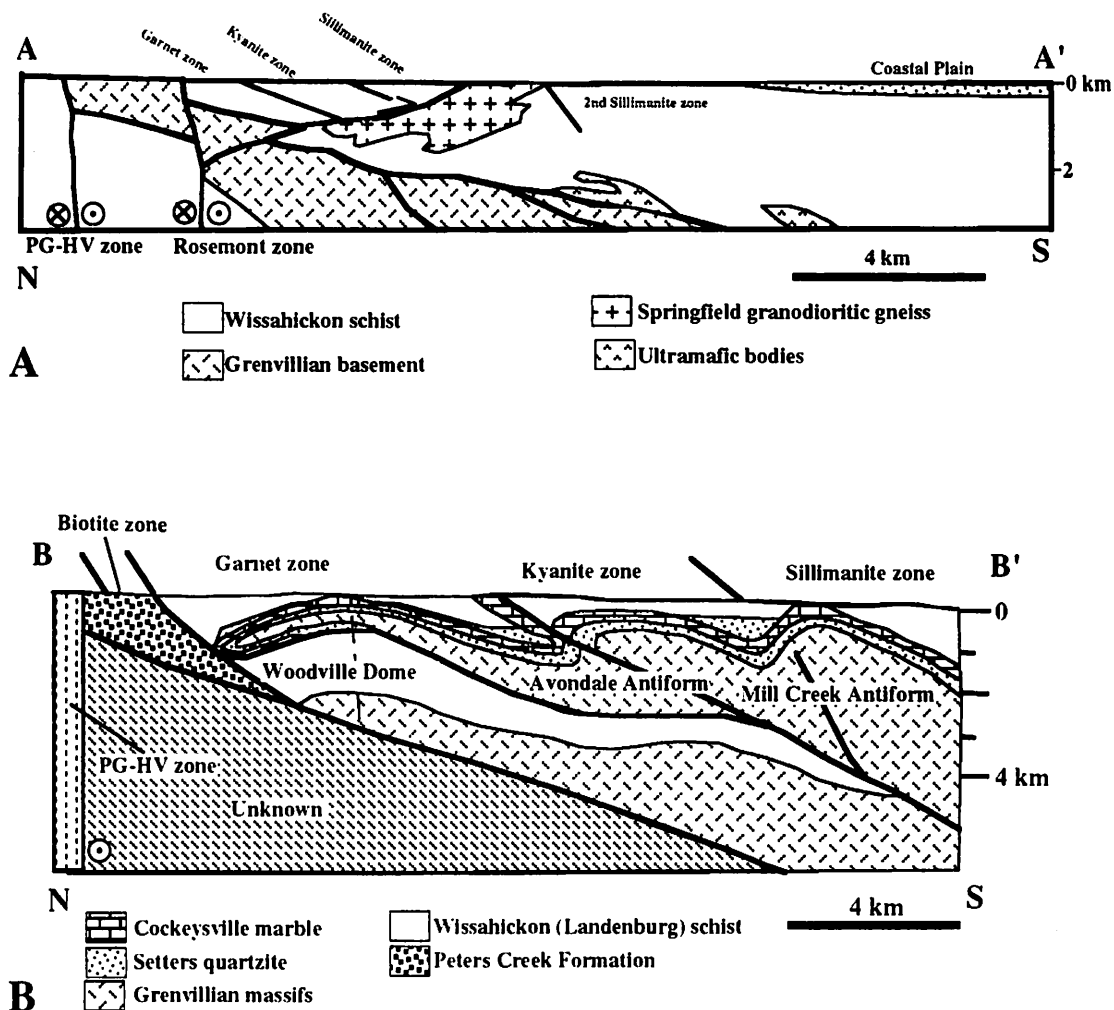 A
Garnet zone
Kyanite zone
Sillimanite zone
A'
Coastal Plain
0 km
2nd Sillimanite zone
2
PG-HV zone
Rosemont zone
N
S
4 km
Wissahickon schist
Springfield granodioritic gneiss
Grenvillian basement
Ultramafic bodies
A
Biotite zone
B
Garnet zone
Kyanite zone
Sillimanite zone
B'
0
Woodville Dome
Avondale Antiform
Mill Creek Antiform
PG-HV zone
4 km
Unknown
N
S
4 km
Cockeysville marble
Wissahickon (Landenburg) schist
Setters quartzite
Peters Creek Formation
Grenvillian massifs
B